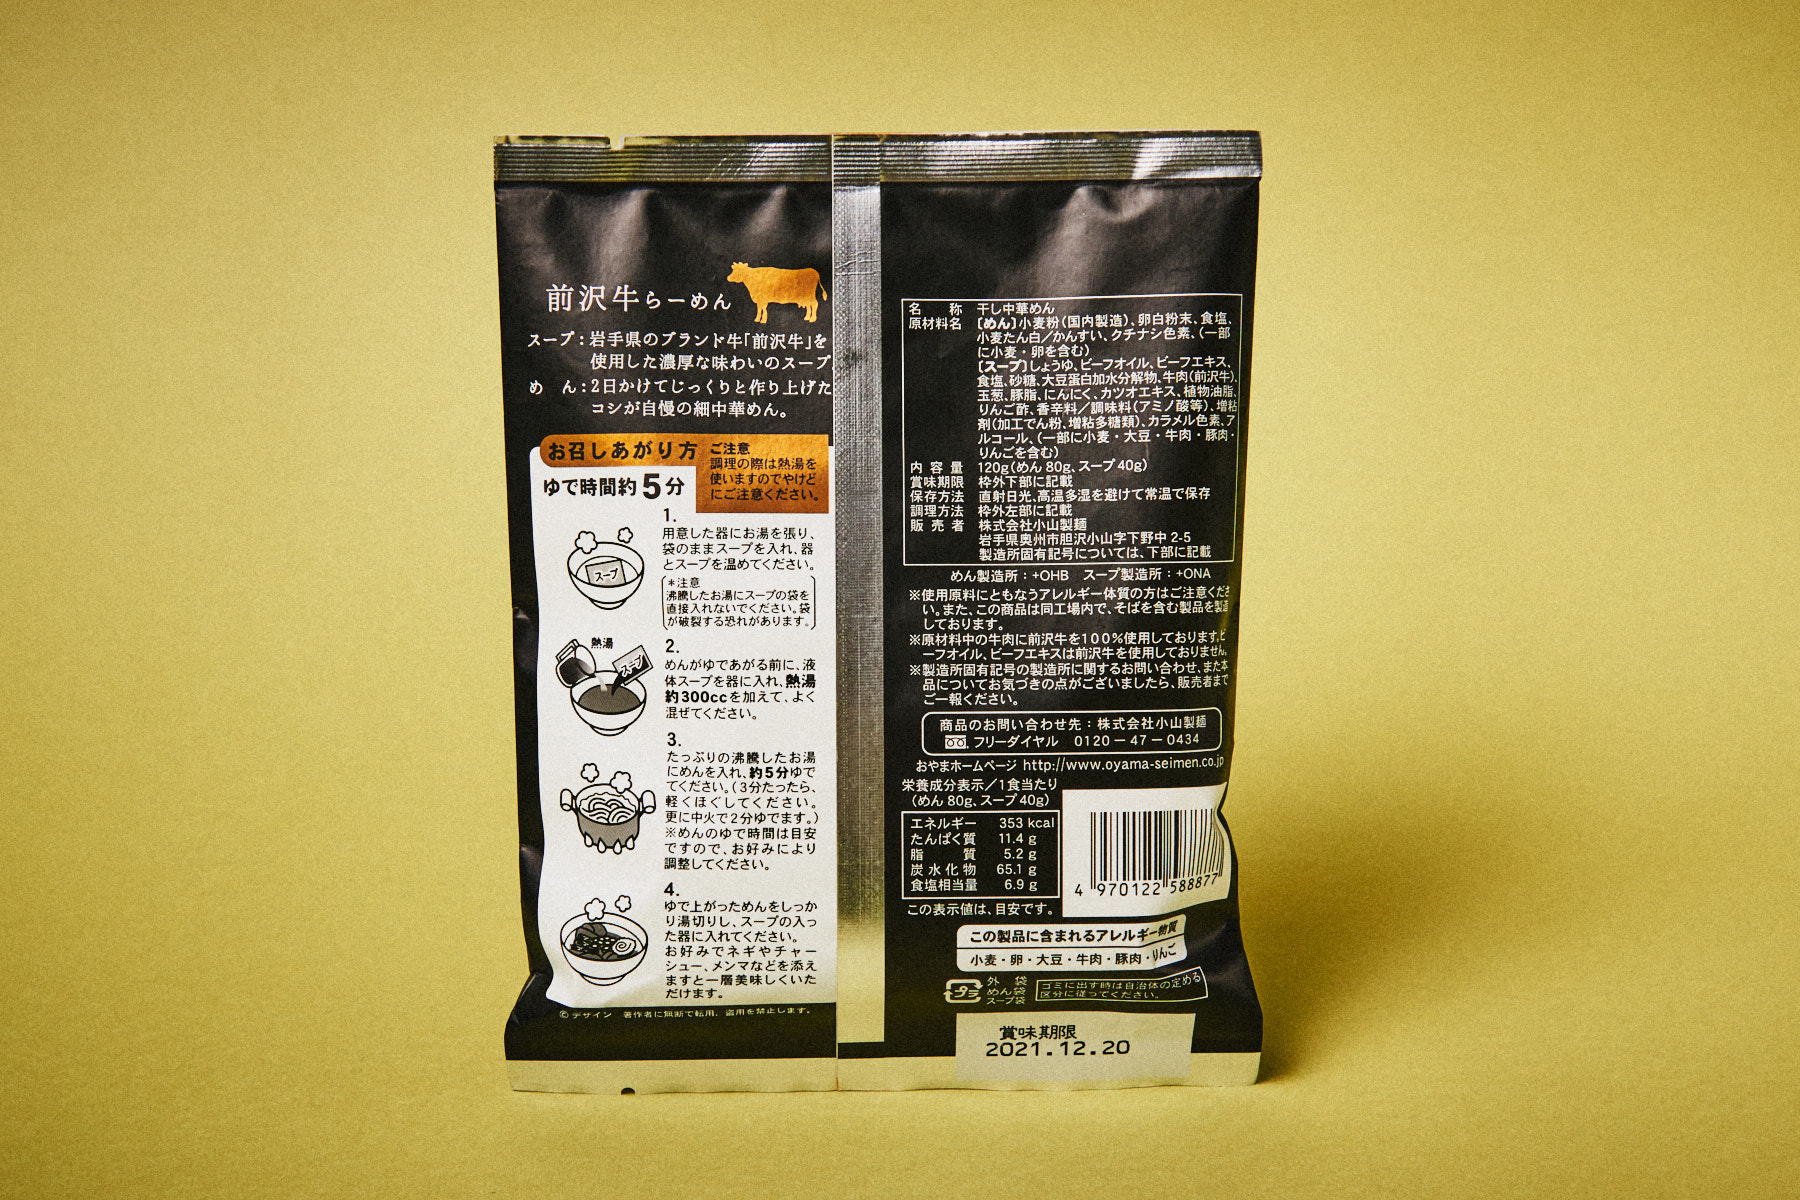 前沢牛らーめん
スープ：岩手県のブランド牛「前沢牛」を
使用した濃厚な味わいのスープ。
めん：2日かけてじっくりと作り上げた
コシが自慢の細中華めん。
お召しあがり方
ゆで時間約5分
ご注意
調理の際は熱湯を
使いますのでやけど
にご注意ください。
1.
用意した器にお湯を張り、
袋のままスープを入れ、器
とスープを温めてください。
＊注意
沸騰したお湯にスープの袋を
直接入れないでください。袋
が破裂する恐れがあります。
スープ
2.
めんがゆであがる前に、液
体スープを器に入れ、熱湯
約300ccを加えて、よく
混ぜてください。
熱湯
スープ
3.
たっぷりの沸騰したお湯
にめんを入れ、約5分ゆで
てください。（3分たったら、
軽くほぐしてください。
更に中火で2分ゆでます。）
※めんのゆで時間は目安
ですので、お好みにより
調整してください。
4.
ゆで上がっためんをしっか
り湯切りし、スープの入っ
た器に入れてください。
お好みでネギやチャー
シュー、メンマなどを添え
ますと一層美味しくいた
だけます。
©デザイン 著作者に無断で転用、盗用を禁止します。
名称 干し中華めん
原材料名 〔めん〕小麦粉（国内製造）、卵白粉末、食塩、
小麦たん白／かんすい、クチナシ色素、（一部
に小麦・卵を含む）
〔スープ〕しょうゆ、ビーフオイル、ビーフエキス、
食塩、砂糖、大豆蛋白加水分解物、牛肉（前沢牛）、
玉葱、豚脂、にんにく、カツオエキス、植物油脂、
りんご酢、香辛料／調味料（アミノ酸等）、増粘
剤（加工でん粉、増粘多糖類）、カラメル色素、ア
ルコール、（一部に小麦・大豆・牛肉・豚肉・
りんごを含む）
内容量 120g（めん 80g、スープ 40g）
賞味期限 枠外下部に記載
保存方法 直射日光、高温多湿を避けて常温で保存
調理方法 枠外左部に記載
販売者 株式会社小山製麺
岩手県奥州市胆沢小山字下野中 2-5
製造所固有記号については、下部に記載
めん製造所：+OHB スープ製造所：+ONA
※使用原料にともなうアレルギー体質の方はご注意くださ
い。また、この商品は同工場内で、そばを含む製品を製造
しております。
※原材料中の牛肉に前沢牛を100%使用しております。ビ
ーフオイル、ビーフエキスは前沢牛を使用しておりません。
※製造所固有記号の製造所に関するお問い合わせ、また本
品についてお気づきの点がございましたら、販売者まで
ご一報ください。
商品のお問い合わせ先：株式会社小山製麺
フリーダイヤル 0120－47－0434
おやまホームページ http://www.oyama-seimen.co.jp
栄養成分表示／1食当たり
（めん 80g、スープ 40g）
エネルギー 353 kcal
たんぱく質 11.4 g
脂質 5.2 g
炭水化物 65.1 g
食塩相当量 6.9 g
この表示値は、目安です。
4 970122 588877
この製品に含まれるアレルギー物質
小麦・卵・大豆・牛肉・豚肉・りんご
プラ
外袋
めん袋
スープ袋
ゴミに出す時は自治体の定める
区分に従ってください。
賞味期限
2021.12.20